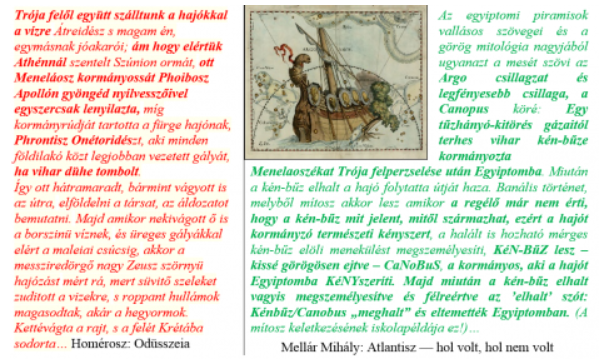 Trója felől együtt szálltunk a hajókkal
a vízre Átreidész s magam én,
egymásnak jóakarói; ám hogy elértük
Athénnál szentelt Szúnion ormát, ott
Meneláosz kormányossát Phoibosz
Apollón gyöngéd nyílvesszőivel
egyszercsak lenyilazta, míg
kormányrúdját tartotta a fürge hajónak,
Phrontisz Onétoridészt, aki minden
földilakó közt legjobban vezetett gályát,
ha vihar dühe tombolt.
Így ott hátramaradt, bármint vágyott is
az útra, elföldelni a társat, az áldozatot
bemutatni. Majd amikor nekivágott ő is
a borszínü víznek, és üreges gályákkal
elért a maleiai csúcsig, akkor a
messziredörgő nagy Zeusz szörnyü
hajózást mért rá, mert süvitő szeleket
zuditott a vizekre, s roppant hullámok
magasodtak, akár a hegyormok.
Kettévágta a rajt, s a felét Krétába
sodorta… Homérosz: Odüsszeia
Az egyiptomi piramisok
vallásos szövegei és a
görög mitológia nagyjából
ugyanazt a mesét szövi az
Argo csillagzat és
legfényesebb csillaga, a
Canopus köré: Egy
tűzhányó-kitörés gázaitól
terhes vihar kén-bűze
kormányozta
Menelaoszékat Trója felperzselése után Egyiptomba. Miután
a kén-bűz elhalt a hajó folytatta útját haza. Banális történet,
melyből mítosz akkor lesz amikor a regélő már nem érti,
hogy a kén-bűz mit jelent, mitől származhat, ezért a hajót
kormányzó természeti kényszert, a halált is hozható mérges
kén-bűz elöli menekülést megszemélyesíti, KéN-BűZ lesz –
kissé görögösen ejtve – CaNoBuS, a kormányos, aki a hajót
Egyiptomba KéNYszeríti. Majd miután a kén-bűz elhalt
vagyis megszemélyesítve és félreértve az 'elhalt' szót:
Kénbűz/Canobus „meghalt” és eltemették Egyiptomban. (A
mítosz keletkezésének iskolapéldája ez!)…
Mellár Mihály: Atlantisz — hol volt, hol nem volt